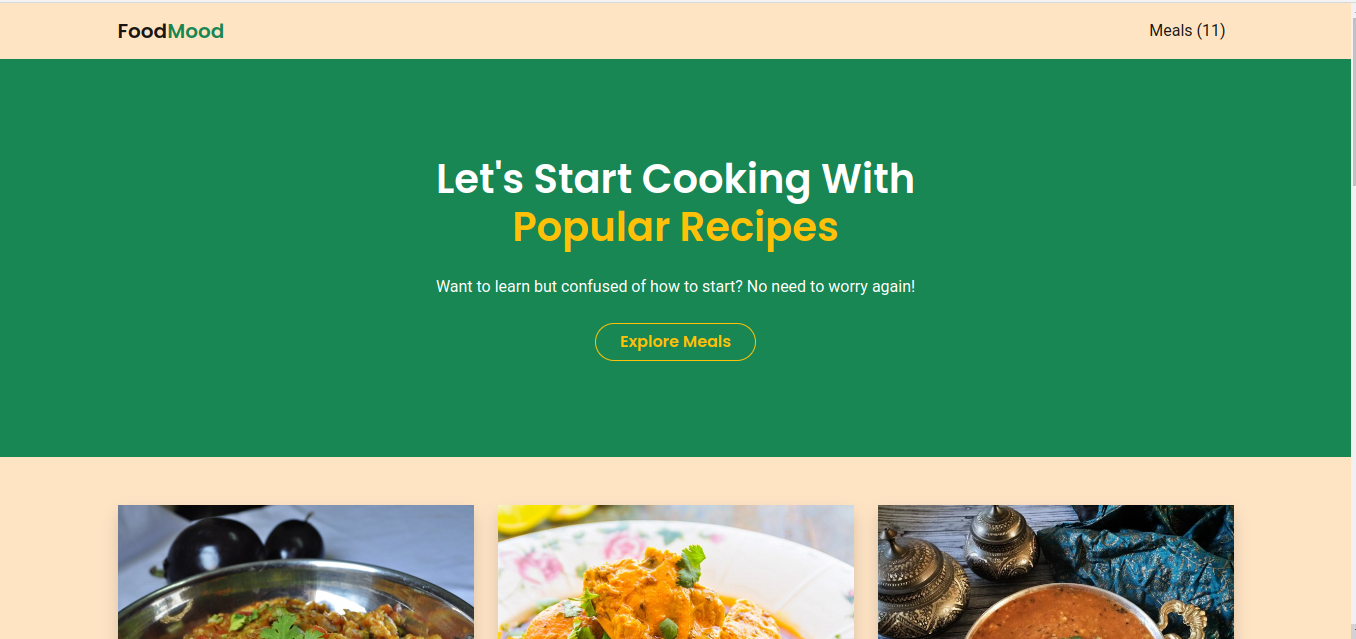 FoodMood
Meals (11)
Let's Start Cooking With
Popular Recipes
Want to learn but confused of how to start? No need to worry again!
Explore Meals